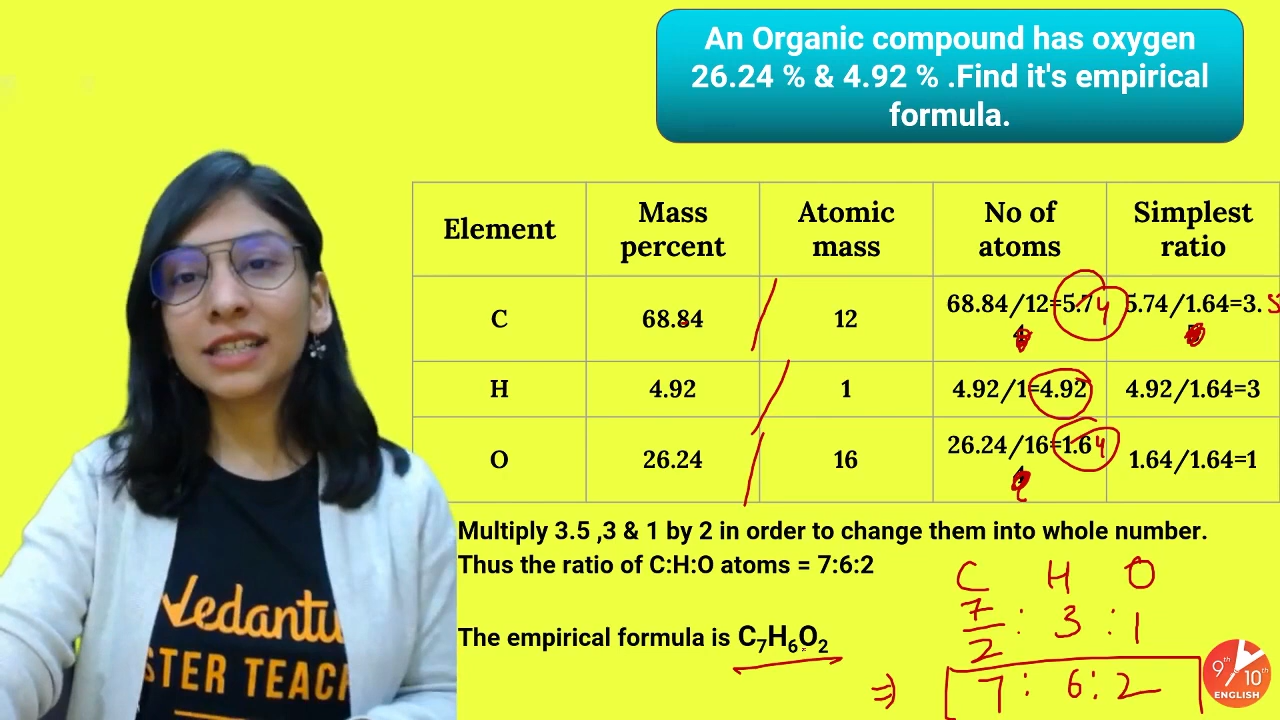 An Organic compound has oxygen
26.24 % & 4.92 % .Find it's empirical
formula.
Element Mass percent Atomic mass No of atoms Simplest ratio
C 68.84 12 68.84/12=5.74 5.74/1.64=3.5
H 4.92 1 4.92/1=4.92 4.92/1.64=3
O 26.24 16 26.24/16=1.64 1.64/1.64=1
Multiply 3.5 ,3 & 1 by 2 in order to change them into whole number.
Thus the ratio of C:H:O atoms = 7:6:2
The empirical formula is C₇H₆O₂
C H O
7/2 : 3 : 1
⇒ 7 : 6 : 2
Vedantu
STER TEACH
9th 10th
ENGLISH